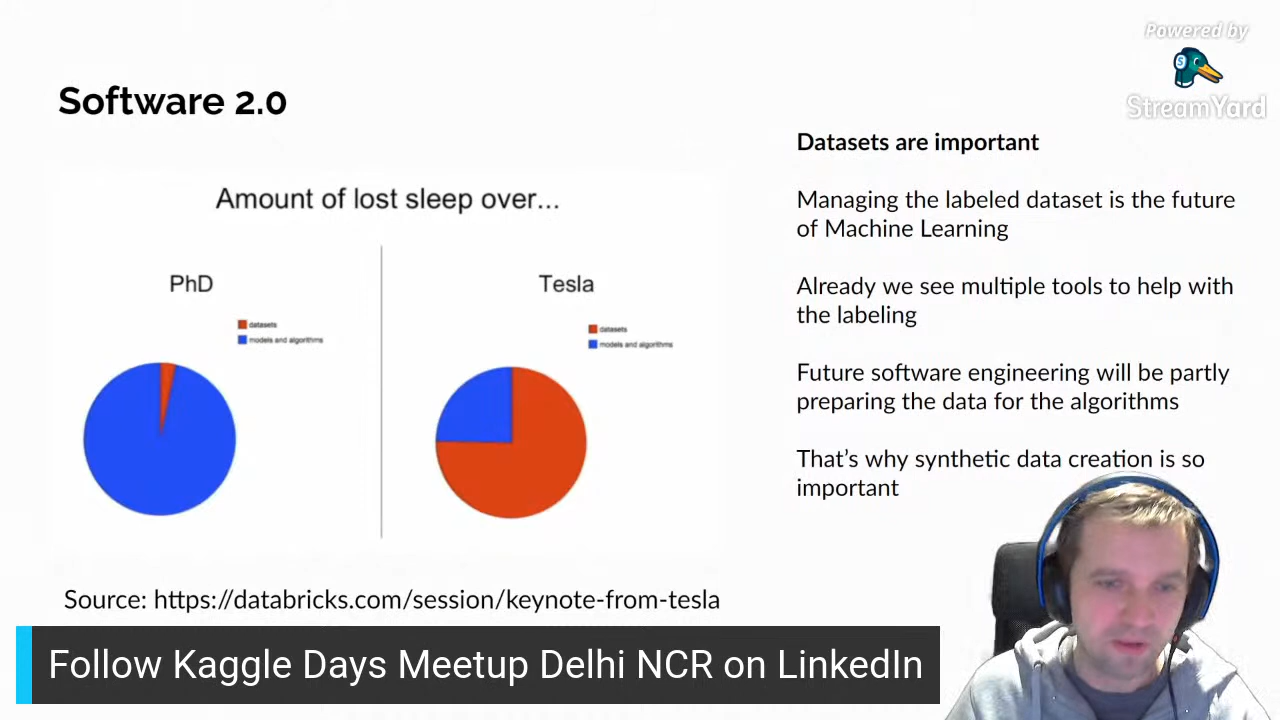 Powered by
StreamYard
Software 2.0
Amount of lost sleep over...
PhD
datasets
models and algorithms
Tesla
datasets
models and algorithms
Datasets are important
Managing the labeled dataset is the future
of Machine Learning
Already we see multiple tools to help with
the labeling
Future software engineering will be partly
preparing the data for the algorithms
That’s why synthetic data creation is so
important
Source: https://databricks.com/session/keynote-from-tesla
Follow Kaggle Days Meetup Delhi NCR on LinkedIn